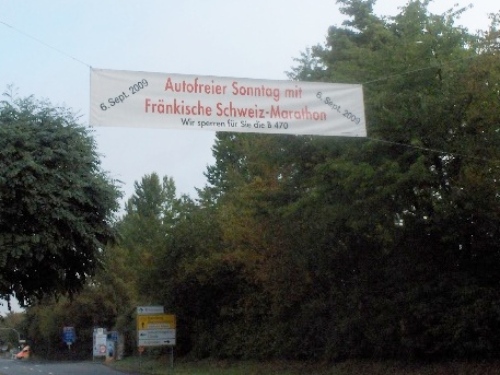 6. Sept. 2009
Autofreier Sonntag mit
Fränkische Schweiz-Marathon
Wir sperren für Sie die B 470
6. Sept. 2009